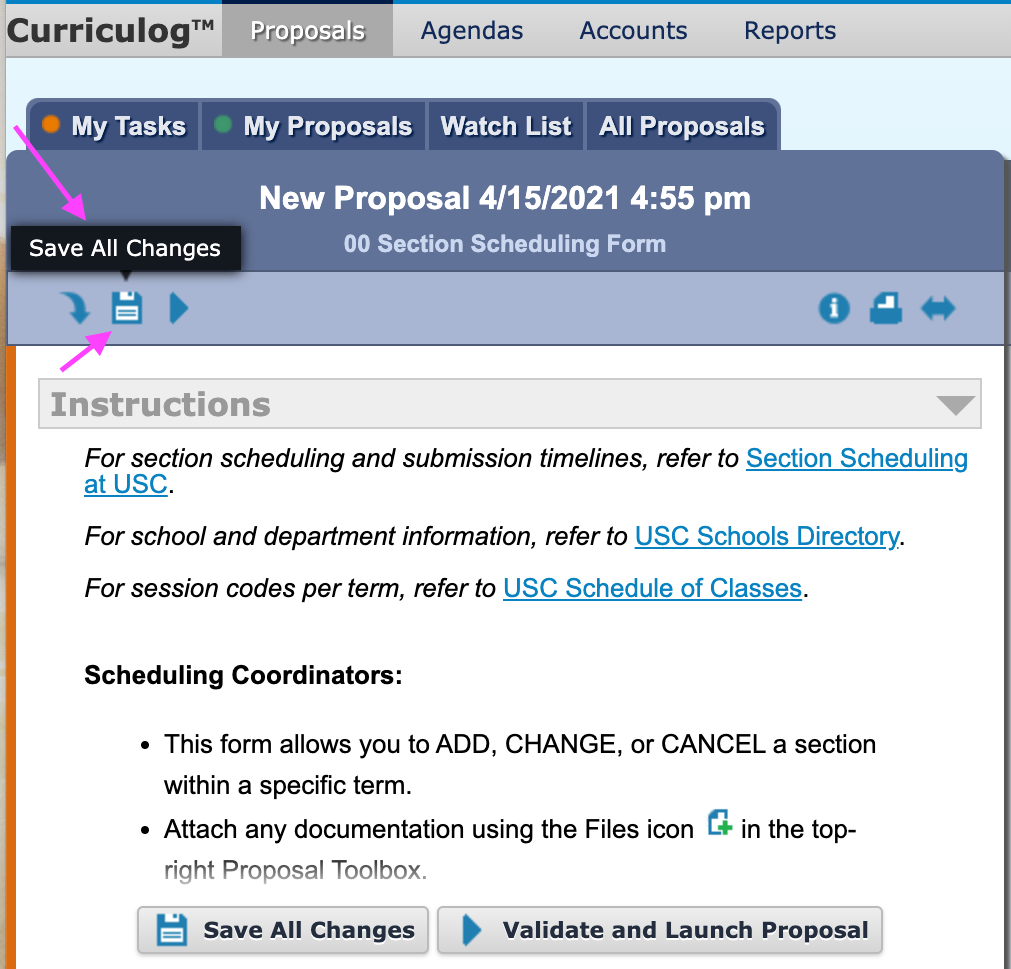 Curriculog™ Proposals Agendas Accounts Reports
My Tasks My Proposals Watch List All Proposals
New Proposal 4/15/2021 4:55 pm
Save All Changes
00 Section Scheduling Form
Instructions
For section scheduling and submission timelines, refer to Section Scheduling
at USC.
For school and department information, refer to USC Schools Directory.
For session codes per term, refer to USC Schedule of Classes.
Scheduling Coordinators:
• This form allows you to ADD, CHANGE, or CANCEL a section
within a specific term.
• Attach any documentation using the Files icon in the top-
right Proposal Toolbox.
Save All Changes Validate and Launch Proposal